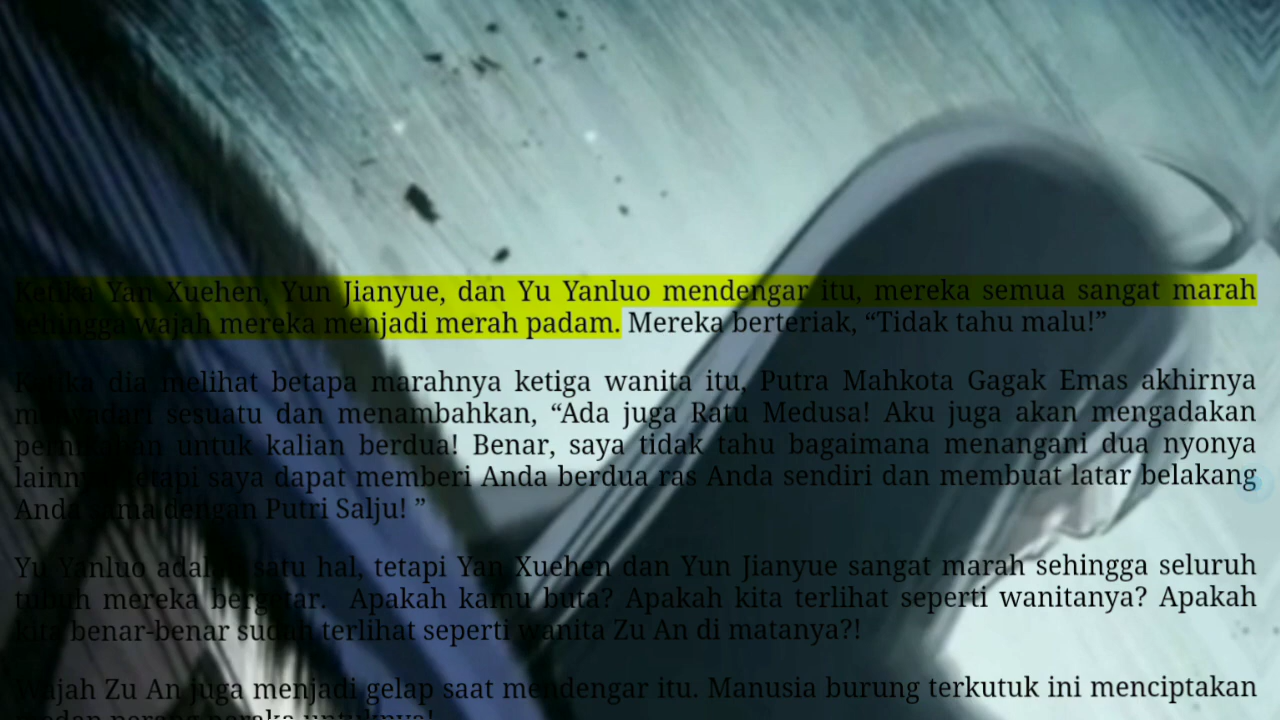 Ketika Yan Xuehen, Yun Jianyue, dan Yu Yanluo mendengar itu, mereka semua sangat marah
sehingga wajah mereka menjadi merah padam. Mereka berteriak, “Tidak tahu malu!”
Ketika dia melihat betapa marahnya ketiga wanita itu, Putra Mahkota Gagak Emas akhirnya
menyadari sesuatu dan menambahkan, “Ada juga Ratu Medusa! Aku juga akan mengadakan
pernikahan untuk kalian berdua! Benar, saya tidak tahu bagaimana menangani dua nyonya
lainnya, tetapi saya dapat memberi Anda berdua ras Anda sendiri dan membuat latar belakang
Anda sama dengan Putri Salju! ”
Yu Yanluo adalah satu hal, tetapi Yan Xuehen dan Yun Jianyue sangat marah sehingga seluruh
tubuh mereka bergetar. Apakah kamu buta? Apakah kita terlihat seperti wanitanya? Apakah
kita benar-benar sudah terlihat seperti wanita Zu An di matanya?!
Wajah Zu An juga menjadi gelap saat mendengar itu. Manusia burung terkutuk ini menciptakan
medan perang neraka untuknya!